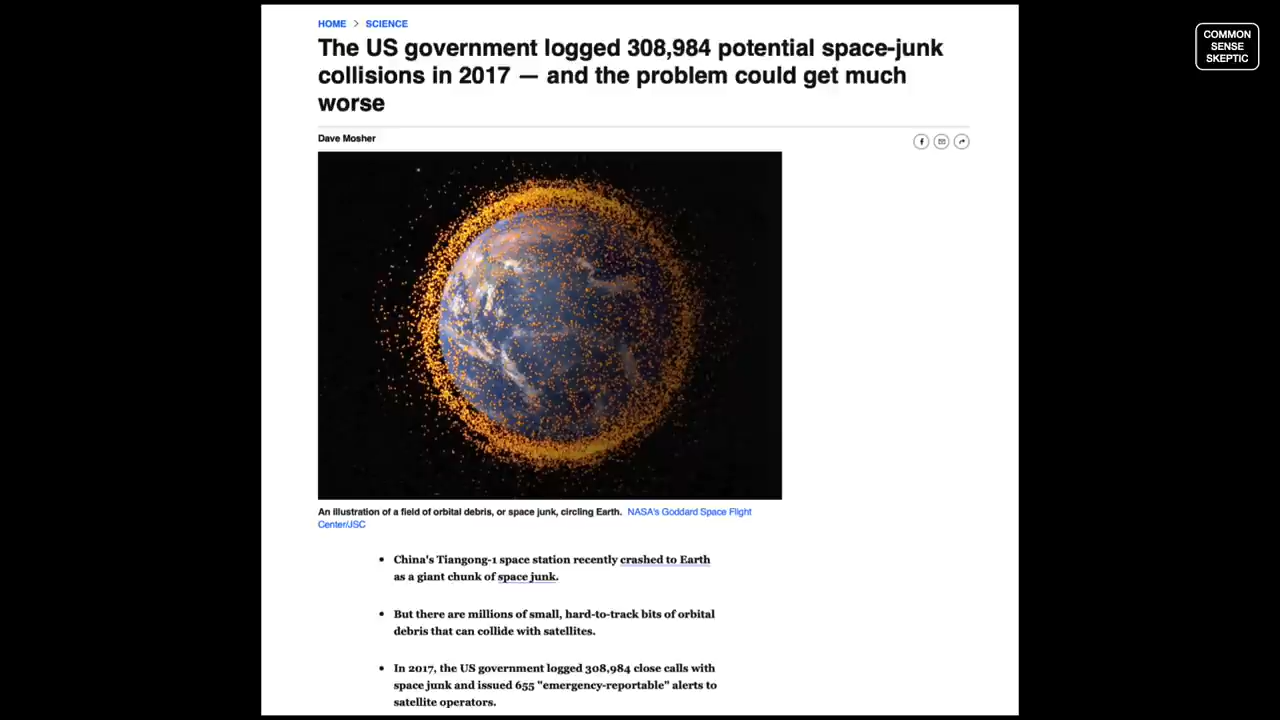 HOME > SCIENCE
The US government logged 308,984 potential space-junk
collisions in 2017 — and the problem could get much
worse
Dave Mosher
An illustration of a field of orbital debris, or space junk, circling Earth. NASA's Goddard Space Flight
Center/JSC
• China's Tiangong-1 space station recently crashed to Earth
as a giant chunk of space junk.
• But there are millions of small, hard-to-track bits of orbital
debris that can collide with satellites.
• In 2017, the US government logged 308,984 close calls with
space junk and issued 655 "emergency-reportable" alerts to
satellite operators.
COMMON
SENSE
SKEPTIC